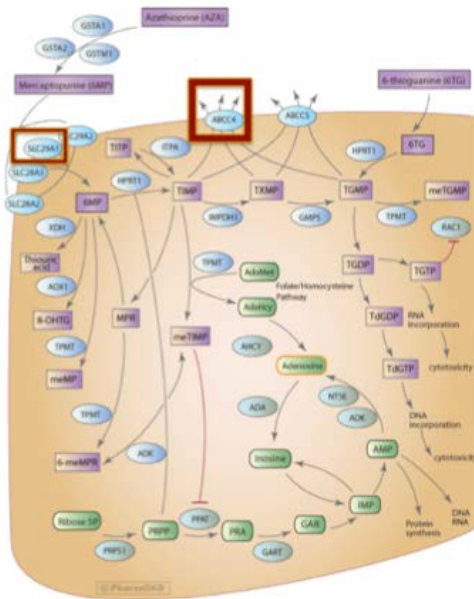 Azathioprine (AZA)
GSTA1
GSTA2
GSTM1
Mercaptopurine (6MP)
6-thioguanine (6TG)
ABCC4
ABCC5
SLC29A1
SLC28A3
SLC28A2
TITP
ITPA
HPRT1
HPRT1
6TG
6MP
TIMP
TXMP
TGMP
meTGMP
IMPDH1
GMPS
TPMT
RAC1
XDH
Thiouric acid
AOX1
8-OHTG
TPMT
meMP
MPR
TPMT
AdoMet
Folate/Homocysteine
Pathway
AdoHcy
meTIMP
AHCY
TGDP
TGTP
TdGDP
RNA
incorporation
TdGTP
cytotoxicity
Adenosine
NT5E
ADA
ADK
DNA
incorporation
cytotoxicity
TPMT
ADK
6-meMPR
Inosine
AMP
IMP
Ribose 5P
PRPS1
PRPP
PPAT
PRA
GART
GAR
Protein
synthesis
DNA
RNA
© PharmGKB